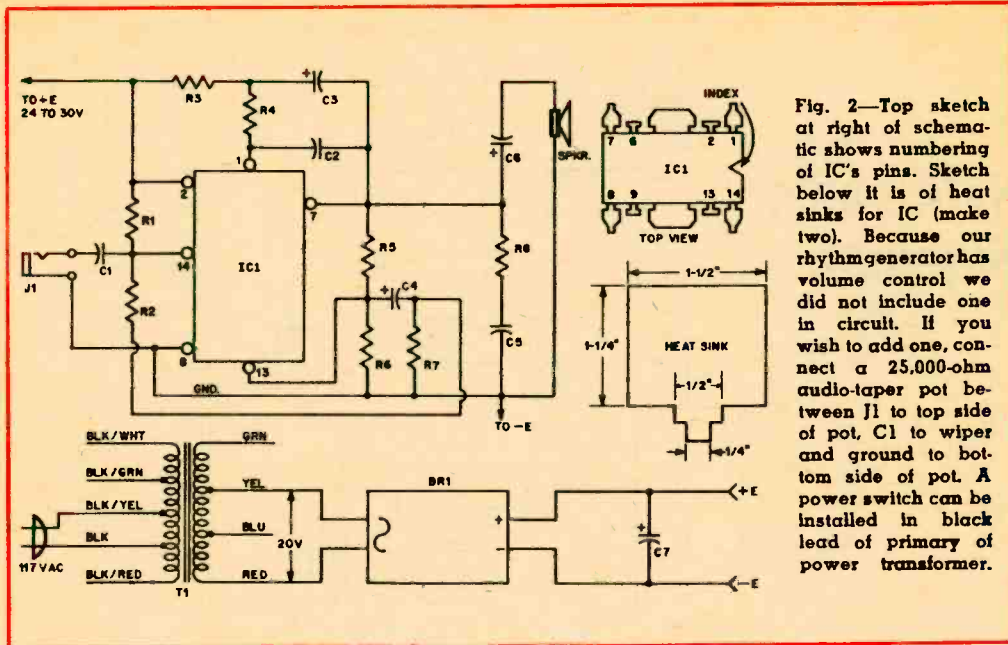 TO +E
24 TO 30V
R3
R4
C3
C2
1
2
R1
14
J1
C1
R2
IC1
7
8
13
GND.
R5
C4
R6
R7
C6
SPKR.
R8
C5
TO -E
INDEX
7 6 2 1
IC1
8 9 13 14
TOP VIEW
1-1/2"
1-1/4"
HEAT SINK
1/2"
1/4"
BLK/WHT
BLK/GRN
BLK/YEL
BLK
117VAC
BLK/RED
T1
GRN
YEL
BLU
20V
RED
BR1
+
-
C7
+E
-E
Fig. 2—Top sketch
at right of schema-
tic shows numbering
of IC's pins. Sketch
below it is of heat
sinks for IC (make
two). Because our
rhythmgenerator has
volume control we
did not include one
in circuit. If you
wish to add one, con-
nect a 25,000-ohm
audio-taper pot be-
tween J1 to top side
of pot, C1 to wiper
and ground to bot-
tom side of pot. A
power switch can be
installed in black
lead of primary of
power transformer.